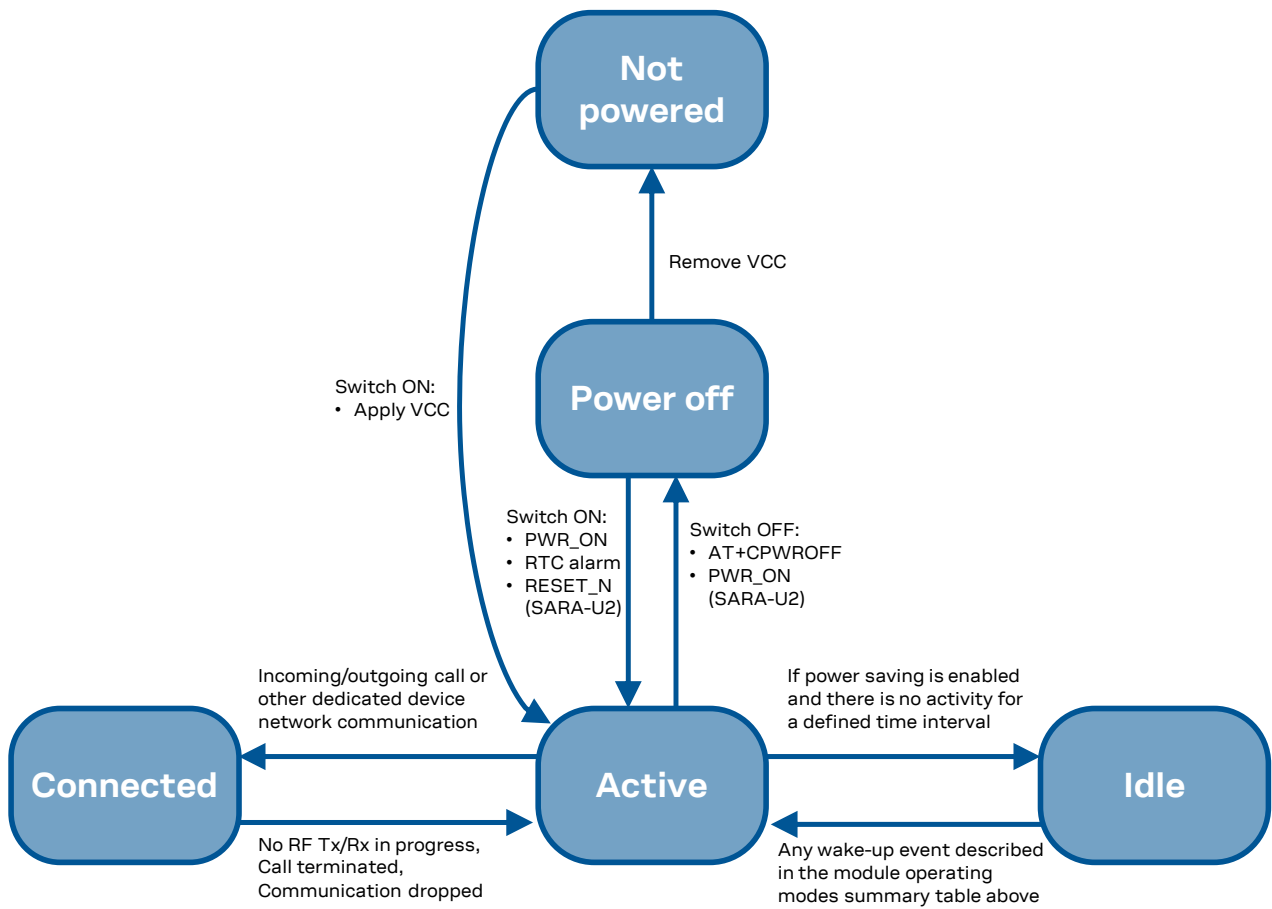 Not
powered
Remove VCC
Switch ON:
• Apply VCC
Power off
Switch ON:
• PWR_ON
• RTC alarm
• RESET_N
(SARA-U2)
Switch OFF:
• AT+CPWROFF
• PWR_ON
(SARA-U2)
Incoming/outgoing call or
other dedicated device
network communication
If power saving is enabled
and there is no activity for
a defined time interval
Connected
Active
Idle
No RF Tx/Rx in progress,
Call terminated,
Communication dropped
Any wake-up event described
in the module operating
modes summary table above